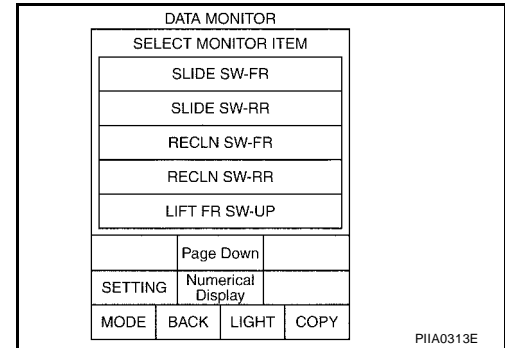 DATA MONITOR
SELECT MONITOR ITEM
SLIDE SW-FR
SLIDE SW-RR
RECLN SW-FR
RECLN SW-RR
LIFT FR SW-UP
Page Down
SETTING Numerical
Display
MODE BACK LIGHT COPY
PIIA0313E